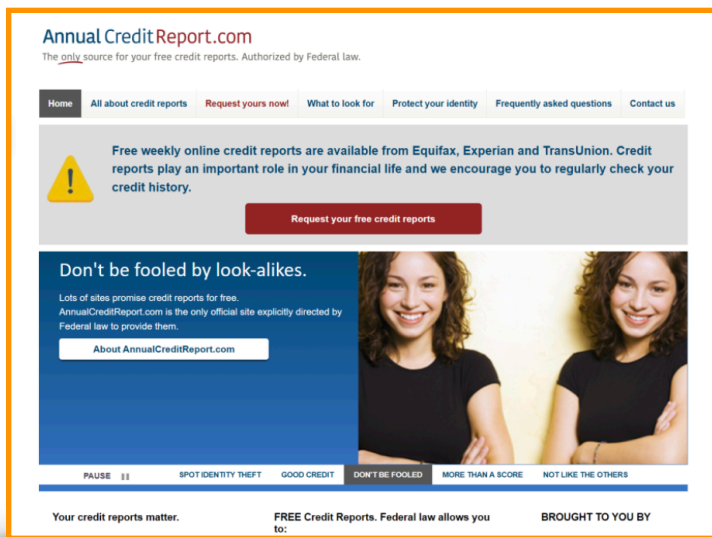 Annual Credit Report.com
The only source for your free credit reports. Authorized by Federal law.
Home All about credit reports Request yours now! What to look for Protect your identity Frequently asked questions Contact us
Free weekly online credit reports are available from Equifax, Experian and TransUnion. Credit
reports play an important role in your financial life and we encourage you to regularly check your
credit history.
Request your free credit reports
Don't be fooled by look-alikes.
Lots of sites promise credit reports for free.
AnnualCreditReport.com is the only official site explicitly directed by
Federal law to provide them.
About AnnualCreditReport.com
PAUSE SPOT IDENTITY THEFT GOOD CREDIT DON'T BE FOOLED MORE THAN A SCORE NOT LIKE THE OTHERS
Your credit reports matter.
FREE Credit Reports. Federal law allows you
to:
BROUGHT TO YOU BY